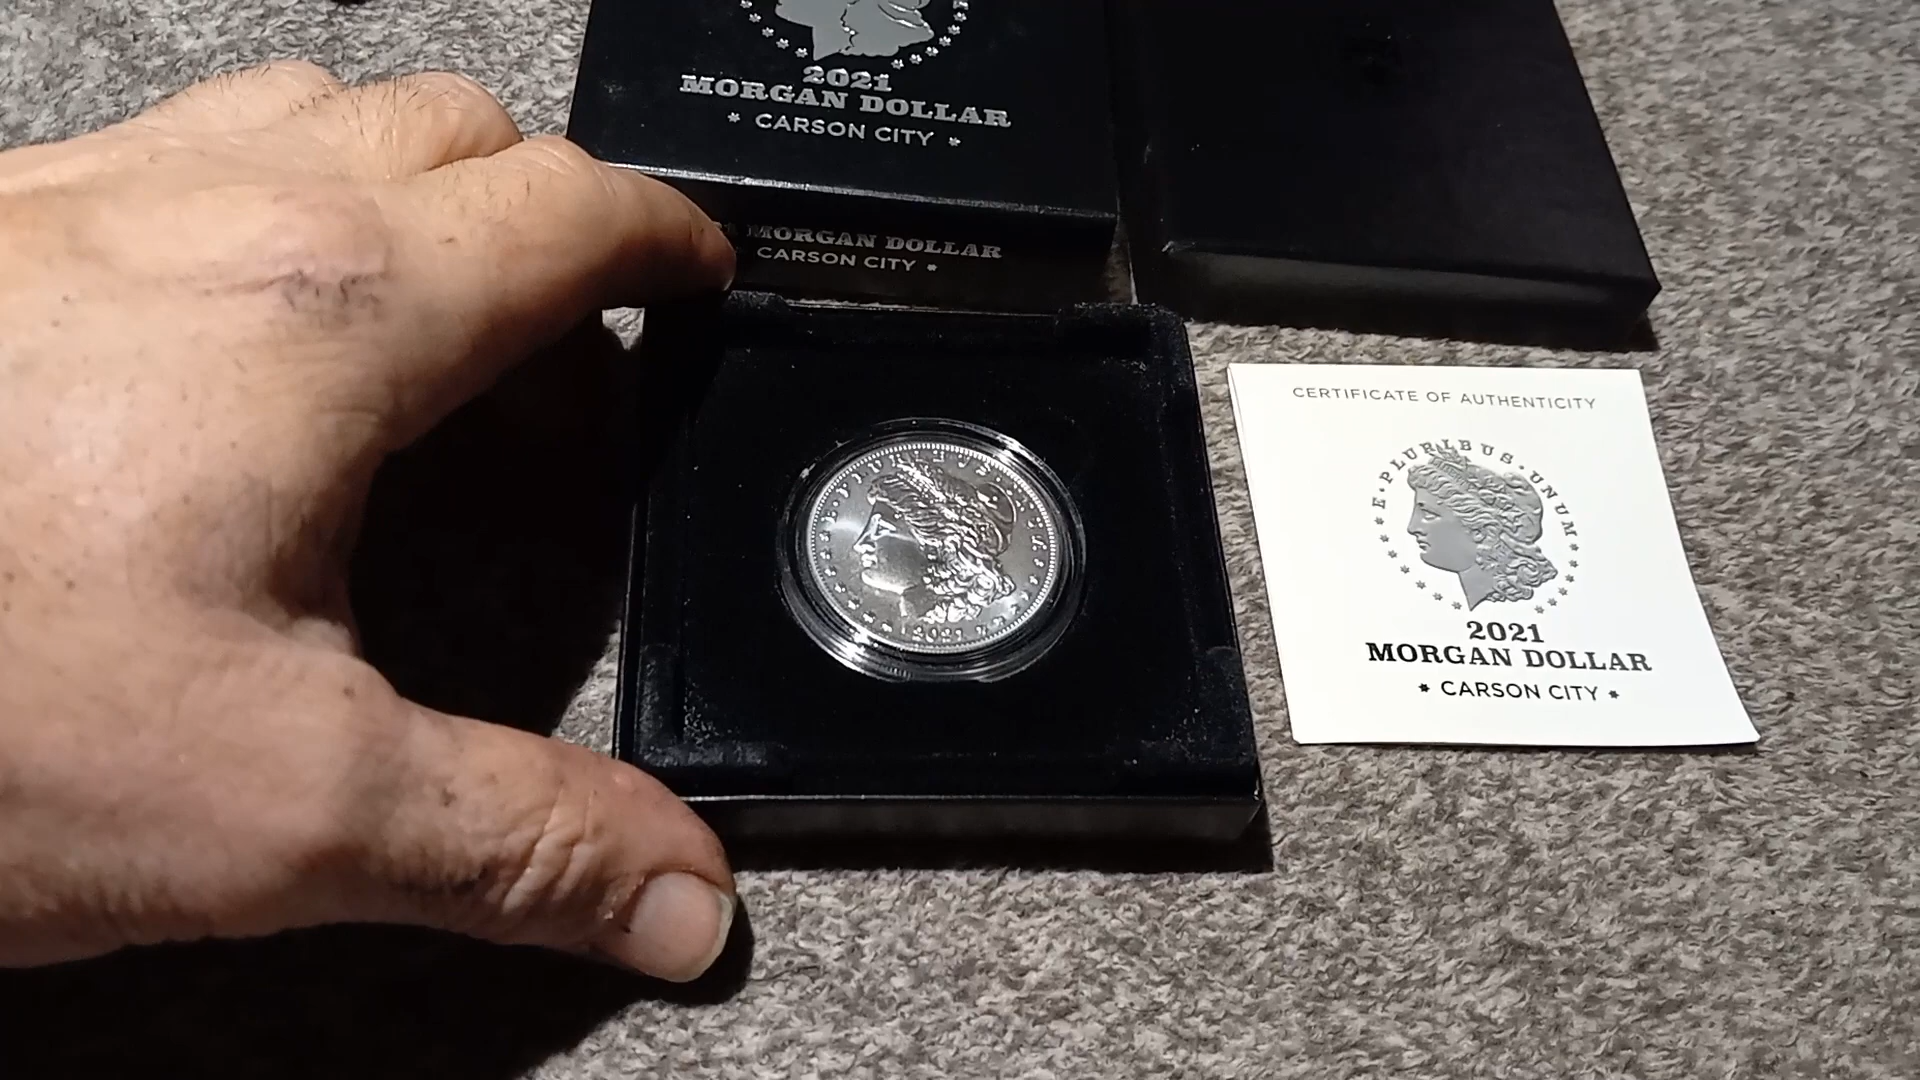 2021
MORGAN DOLLAR
* CARSON CITY *
MORGAN DOLLAR
CARSON CITY *
E·PLURIBUS·
2021
CERTIFICATE OF AUTHENTICITY
E·PLURIBUS·UNUM
2021
MORGAN DOLLAR
* CARSON CITY *